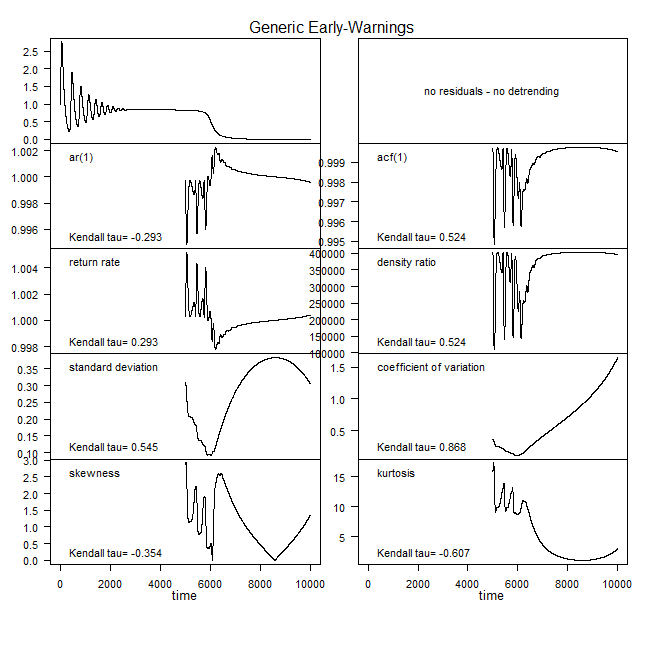 Generic Early-Warnings
2.5
2.0
1.5
1.0
0.5
0.0
no residuals - no detrending
1.002
1.000
0.998
0.996
ar(1)
Kendall tau= -0.293
0.999
0.998
0.997
0.996
0.995
acf(1)
Kendall tau= 0.524
1.004
1.002
1.000
0.998
return rate
Kendall tau= 0.293
400000
350000
300000
250000
200000
150000
100000
density ratio
Kendall tau= 0.524
0.35
0.30
0.25
0.20
0.15
0.10
standard deviation
Kendall tau= 0.545
1.5
1.0
0.5
coefficient of variation
Kendall tau= 0.868
3.0
2.5
2.0
1.5
1.0
0.5
0.0
skewness
Kendall tau= -0.354
15
10
5
kurtosis
Kendall tau= -0.607
0 2000 4000 6000 8000 10000
time
0 2000 4000 6000 8000 10000
time